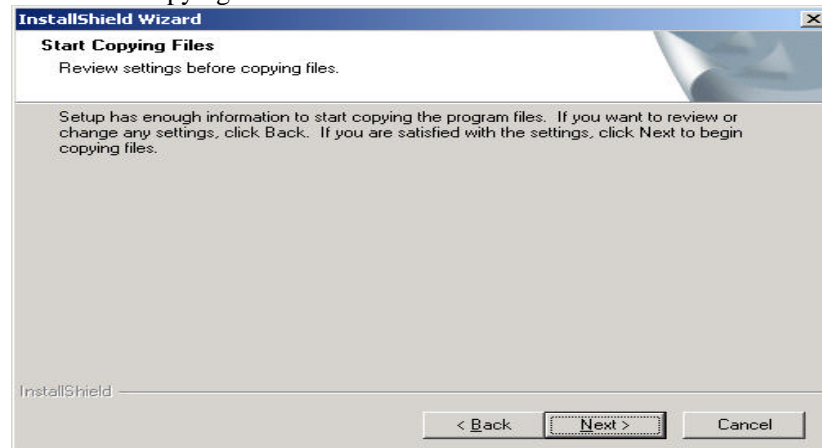 InstallShield Wizard
Start Copying Files
Review settings before copying files.
Setup has enough information to start copying the program files. If you want to review or
change any settings, click Back. If you are satisfied with the settings, click Next to begin
copying files.
InstallShield
< Back Next > Cancel